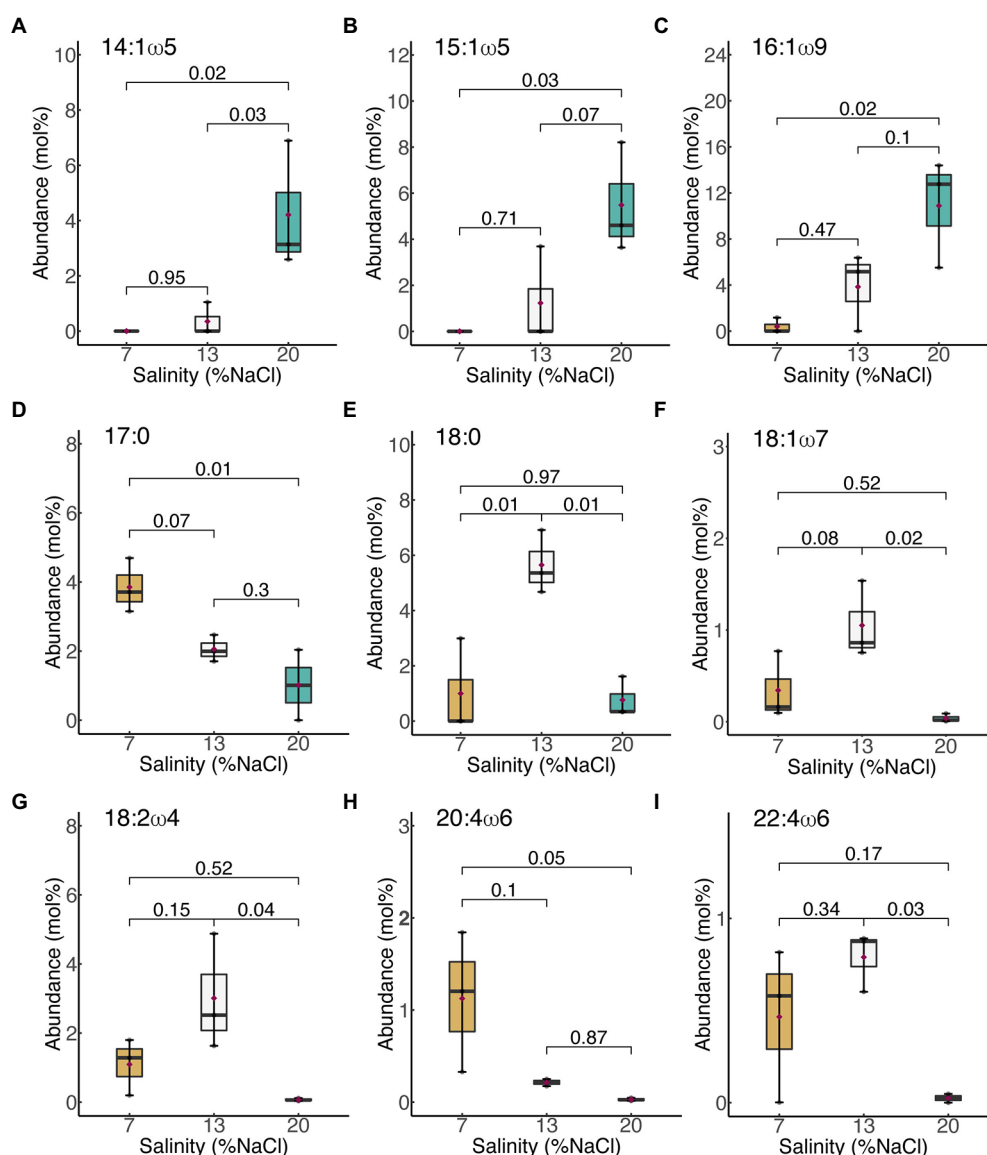 A 14:1ω5
Abundance (mol%)
10
8
6
4
2
0
0.02
0.03
0.95
7 13 20
Salinity (%NaCl)
B 15:1ω5
Abundance (mol%)
12
10
8
6
4
2
0
0.03
0.07
0.71
7 13 20
Salinity (%NaCl)
C 16:1ω9
Abundance (mol%)
24
20
16
12
8
4
0
0.02
0.1
0.47
7 13 20
Salinity (%NaCl)
D 17:0
Abundance (mol%)
8
6
4
2
0
0.01
0.07
0.3
7 13 20
Salinity (%NaCl)
E 18:0
Abundance (mol%)
10
8
6
4
2
0
0.97
0.01 0.01
7 13 20
Salinity (%NaCl)
F 18:1ω7
Abundance (mol%)
3
2
1
0
0.52
0.08 0.02
7 13 20
Salinity (%NaCl)
G 18:2ω4
Abundance (mol%)
8
6
4
2
0
0.52
0.15 0.04
7 13 20
Salinity (%NaCl)
H 20:4ω6
Abundance (mol%)
3
2
1
0
0.05
0.1
0.87
7 13 20
Salinity (%NaCl)
I 22:4ω6
Abundance (mol%)
1
0
0.17
0.34 0.03
7 13 20
Salinity (%NaCl)